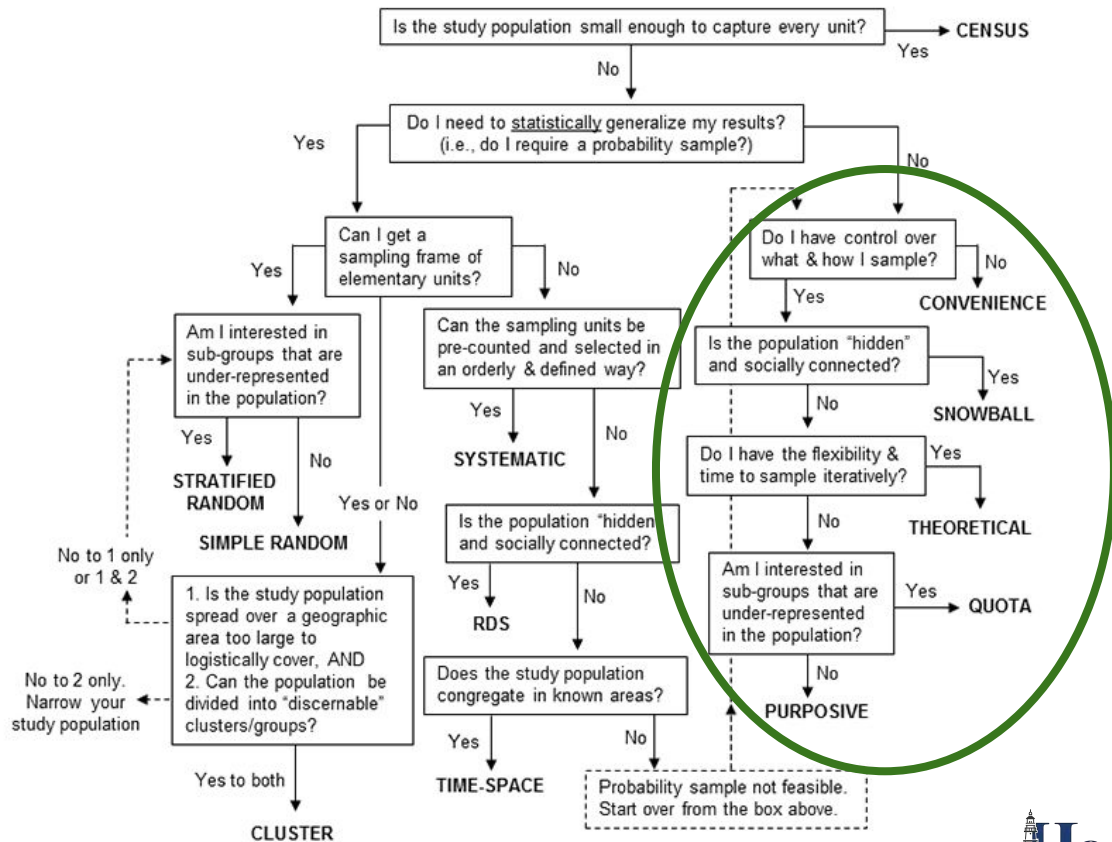 Is the study population small enough to capture every unit?
Yes
CENSUS
No
Do I need to statistically generalize my results?
(i.e., do I require a probability sample?)
Yes
No
Can I get a
sampling frame of
elementary units?
Yes
No
Do I have control over
what & how I sample?
No
CONVENIENCE
Yes
Am I interested in
sub-groups that are
under-represented
in the population?
Yes
STRATIFIED
RANDOM
No
SIMPLE RANDOM
Yes or No
Can the sampling units be
pre-counted and selected in
an orderly & defined way?
Yes
SYSTEMATIC
No
Is the population "hidden"
and socially connected?
Yes
SNOWBALL
No
Do I have the flexibility &
time to sample iteratively?
Yes
THEORETICAL
No
Is the population "hidden
and socially connected?
Yes
RDS
No
Am I interested in
sub-groups that are
under-represented
in the population?
Yes
QUOTA
No
PURPOSIVE
No to 1 only
or 1 & 2
1. Is the study population
spread over a geographic
area too large to
logistically cover, AND
2. Can the population be
divided into "discernable"
clusters/groups?
No to 2 only.
Narrow your
study population
Yes to both
CLUSTER
Does the study population
congregate in known areas?
Yes
TIME-SPACE
No
Probability sample not feasible.
Start over from the box above.